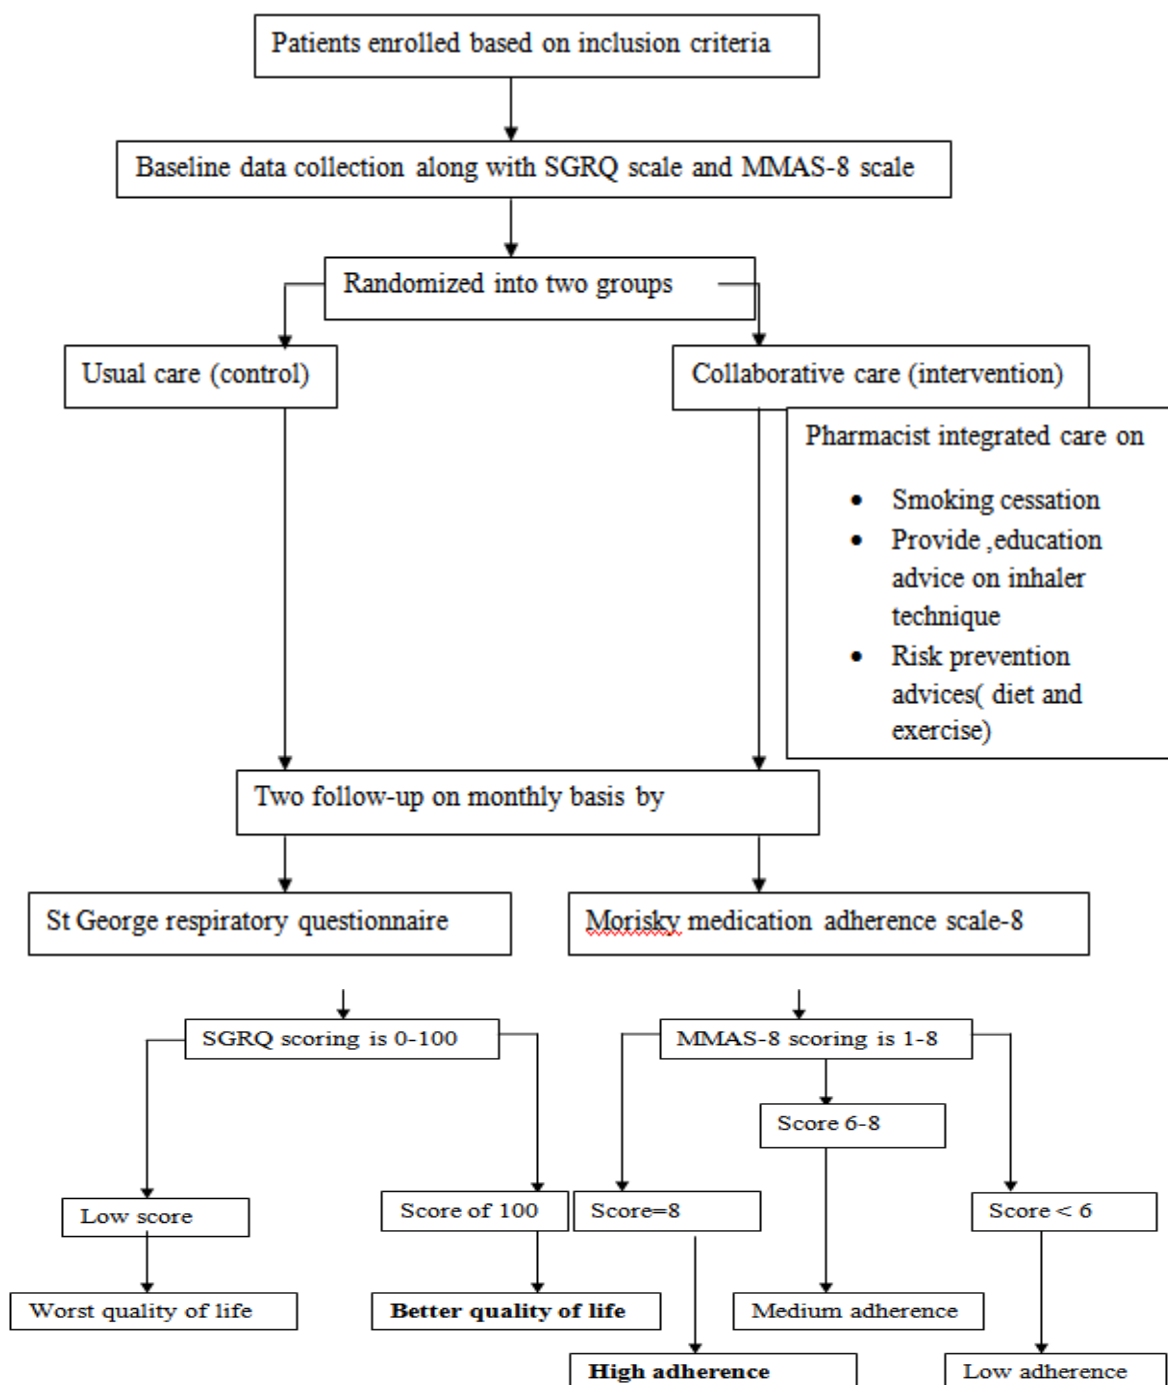 Patients enrolled based on inclusion criteria
Baseline data collection along with SGRQ scale and MMAS-8 scale
Randomized into two groups
Usual care (control)
Collaborative care (intervention)
Pharmacist integrated care on
• Smoking cessation
• Provide ,education
advice on inhaler
technique
• Risk prevention
advices( diet and
exercise)
Two follow-up on monthly basis by
St George respiratory questionnaire
Morisky medication adherence scale-8
SGRQ scoring is 0-100
MMAS-8 scoring is 1-8
Score 6-8
Low score
Score of 100
Score=8
Score < 6
Worst quality of life
Better quality of life
Medium adherence
High adherence
Low adherence